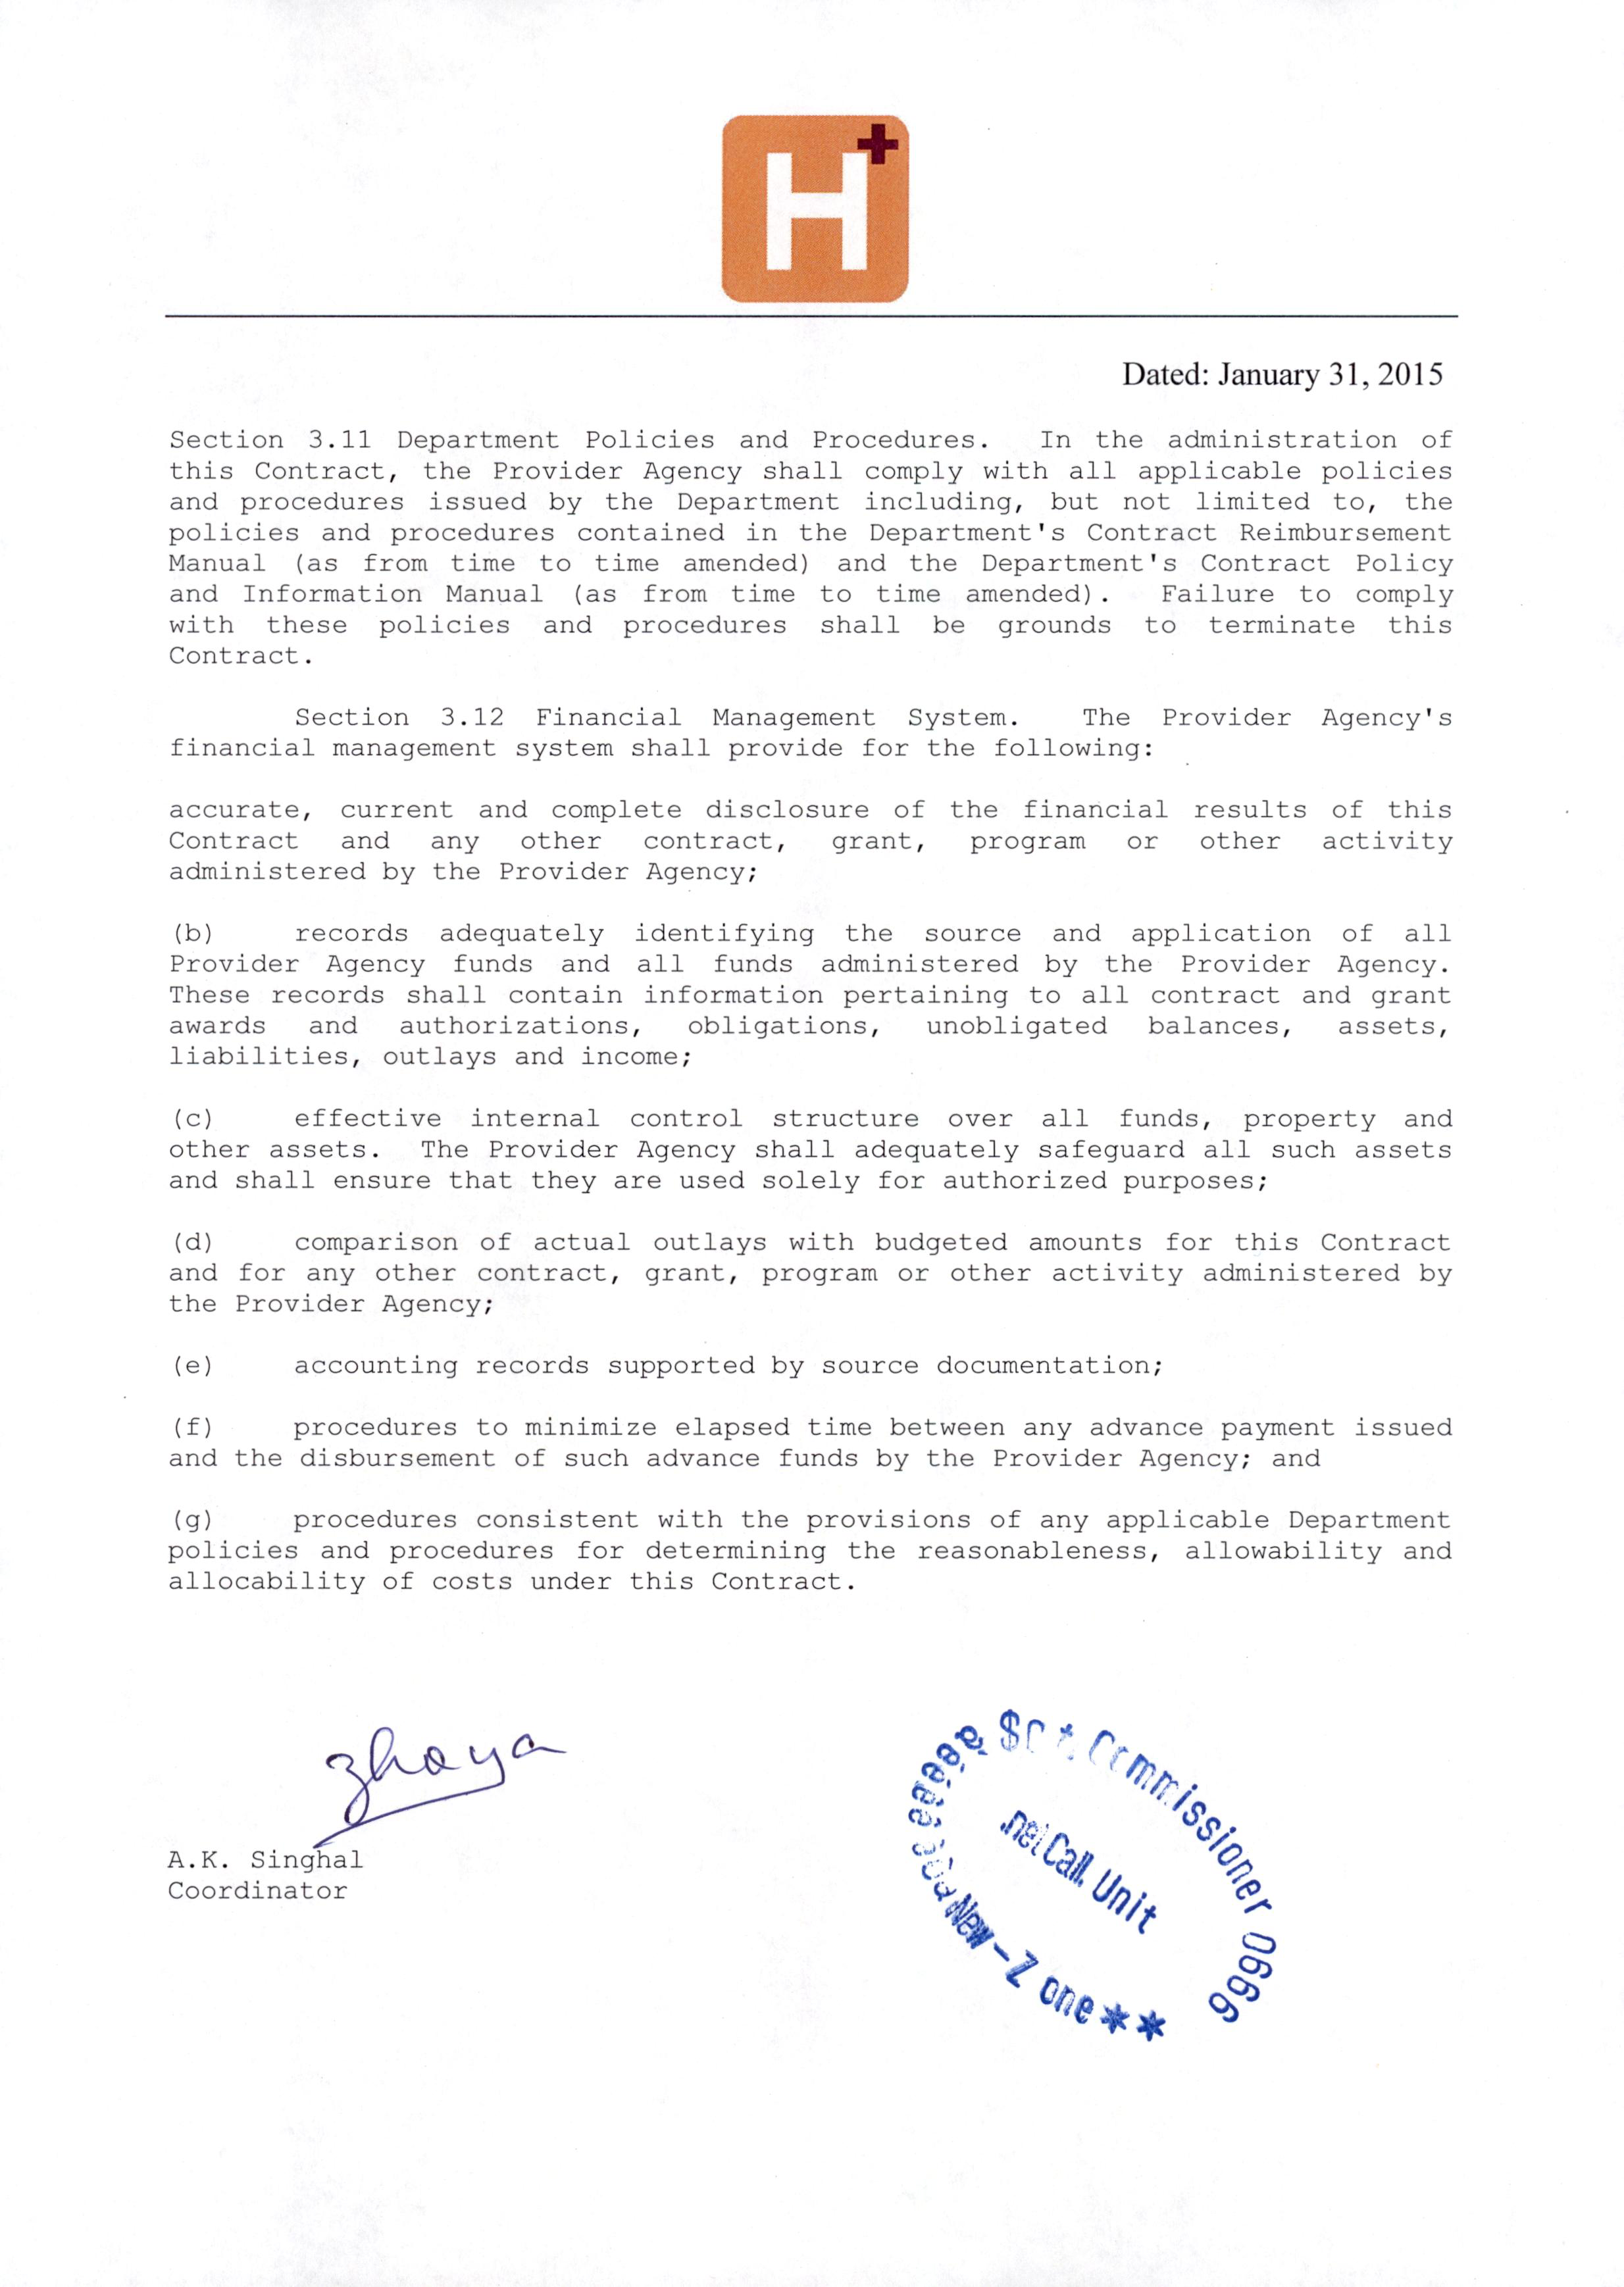 H+
Dated: January 31, 2015
Section 3.11 Department Policies and Procedures. In the administration of
this Contract, the Provider Agency shall comply with all applicable policies
and procedures issued by the Department including, but not limited to, the
policies and procedures contained in the Department's Contract Reimbursement
Manual (as from time to time amended) and the Department's Contract Policy
and Information Manual (as from time to time amended). Failure to comply
with these policies and procedures shall be grounds to terminate this
Contract.
Section 3.12 Financial Management System. The Provider Agency's
financial management system shall provide for the following:
accurate, current and complete disclosure of the financial results of this
Contract and any other contract, grant, program or other activity
administered by the Provider Agency;
(b) records adequately identifying the source and application of all
Provider Agency funds and all funds administered by the Provider Agency.
These records shall contain information pertaining to all contract and grant
awards and authorizations, obligations, unobligated balances, assets,
liabilities, outlays and income;
(c) effective internal control structure over all funds, property and
other assets. The Provider Agency shall adequately safeguard all such assets
and shall ensure that they are used solely for authorized purposes;
(d) comparison of actual outlays with budgeted amounts for this Contract
and for any other contract, grant, program or other activity administered by
the Provider Agency;
(e) accounting records supported by source documentation;
(f) procedures to minimize elapsed time between any advance payment issued
and the disbursement of such advance funds by the Provider Agency; and
(g) procedures consistent with the provisions of any applicable Department
policies and procedures for determining the reasonableness, allowability and
allocability of costs under this Contract.
zhaya
A.K. Singhal
Coordinator
Commissioner
Call. Unit
New-Zone**